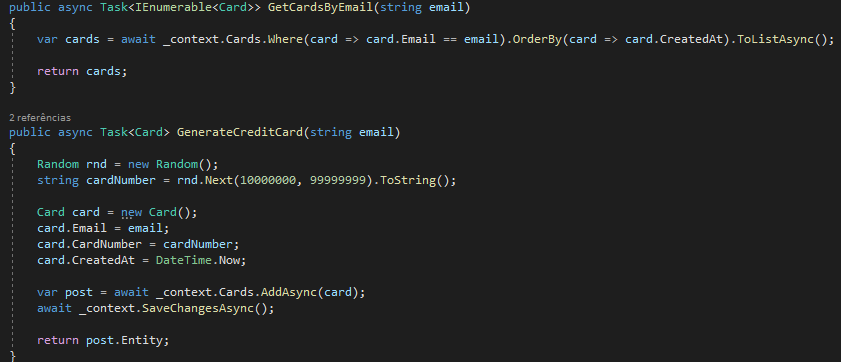 public async Task<IEnumerable<Card>> GetCardsByEmail(string email)
{
var cards = await _context.Cards.Where(card => card.Email == email).OrderBy(card => card.CreatedAt).ToListAsync();
return cards;
}
2 referências
public async Task<Card> GenerateCreditCard(string email)
{
Random rnd = new Random();
string cardNumber = rnd.Next(10000000, 99999999).ToString();
Card card = new Card();
card.Email = email;
card.CardNumber = cardNumber;
card.CreatedAt = DateTime.Now;
var post = await _context.Cards.AddAsync(card);
await _context.SaveChangesAsync();
return post.Entity;
}